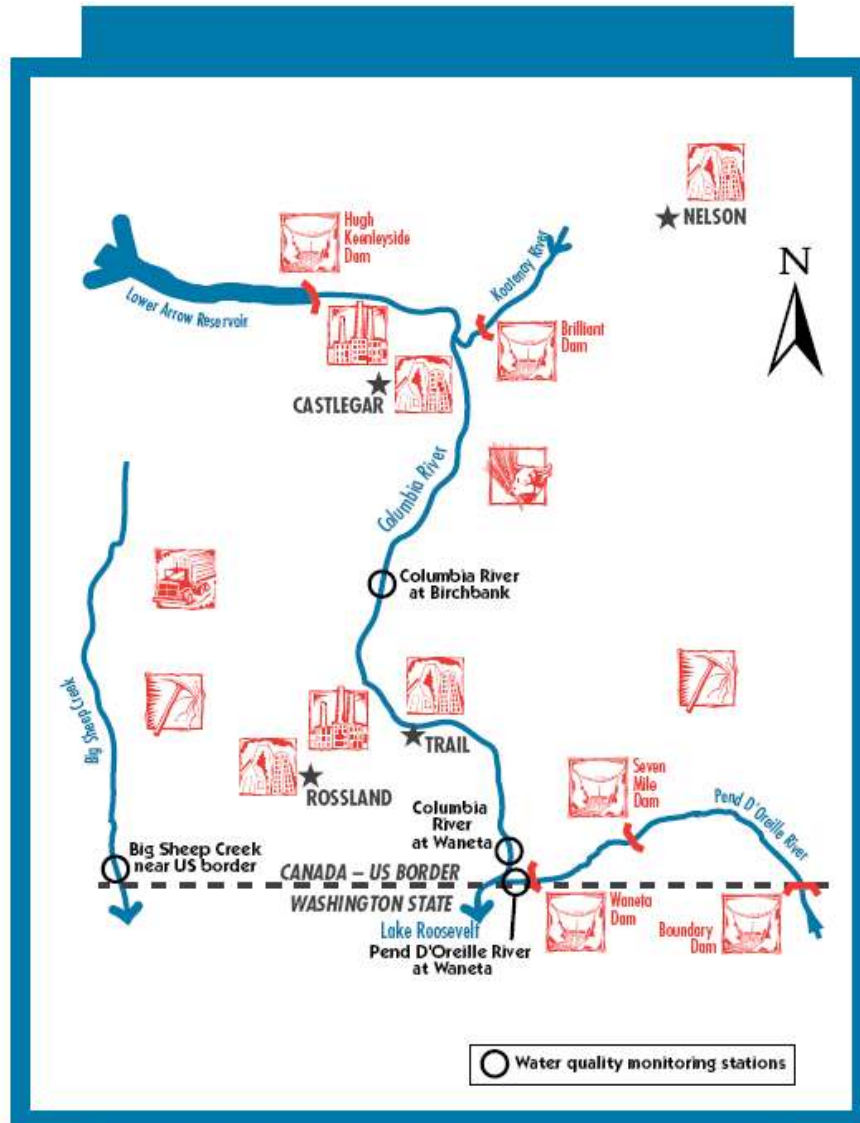 NELSON
Hugh
Keenleyside
Dam
Kootenay River
N
Lower Arrow Reservoir
Brilliant
Dam
CASTLEGAR
Columbia River
Columbia River
at Birchbank
Big Sheep Creek
TRAIL
ROSSLAND
Seven
Mile
Dam
Pend D'Oreille River
Columbia
River
at Waneta
Big Sheep Creek
near US border
CANADA – US BORDER
WASHINGTON STATE
Waneta
Dam
Boundary
Dam
Lake Roosevelt
Pend D'Oreille River
at Waneta
Water quality monitoring stations